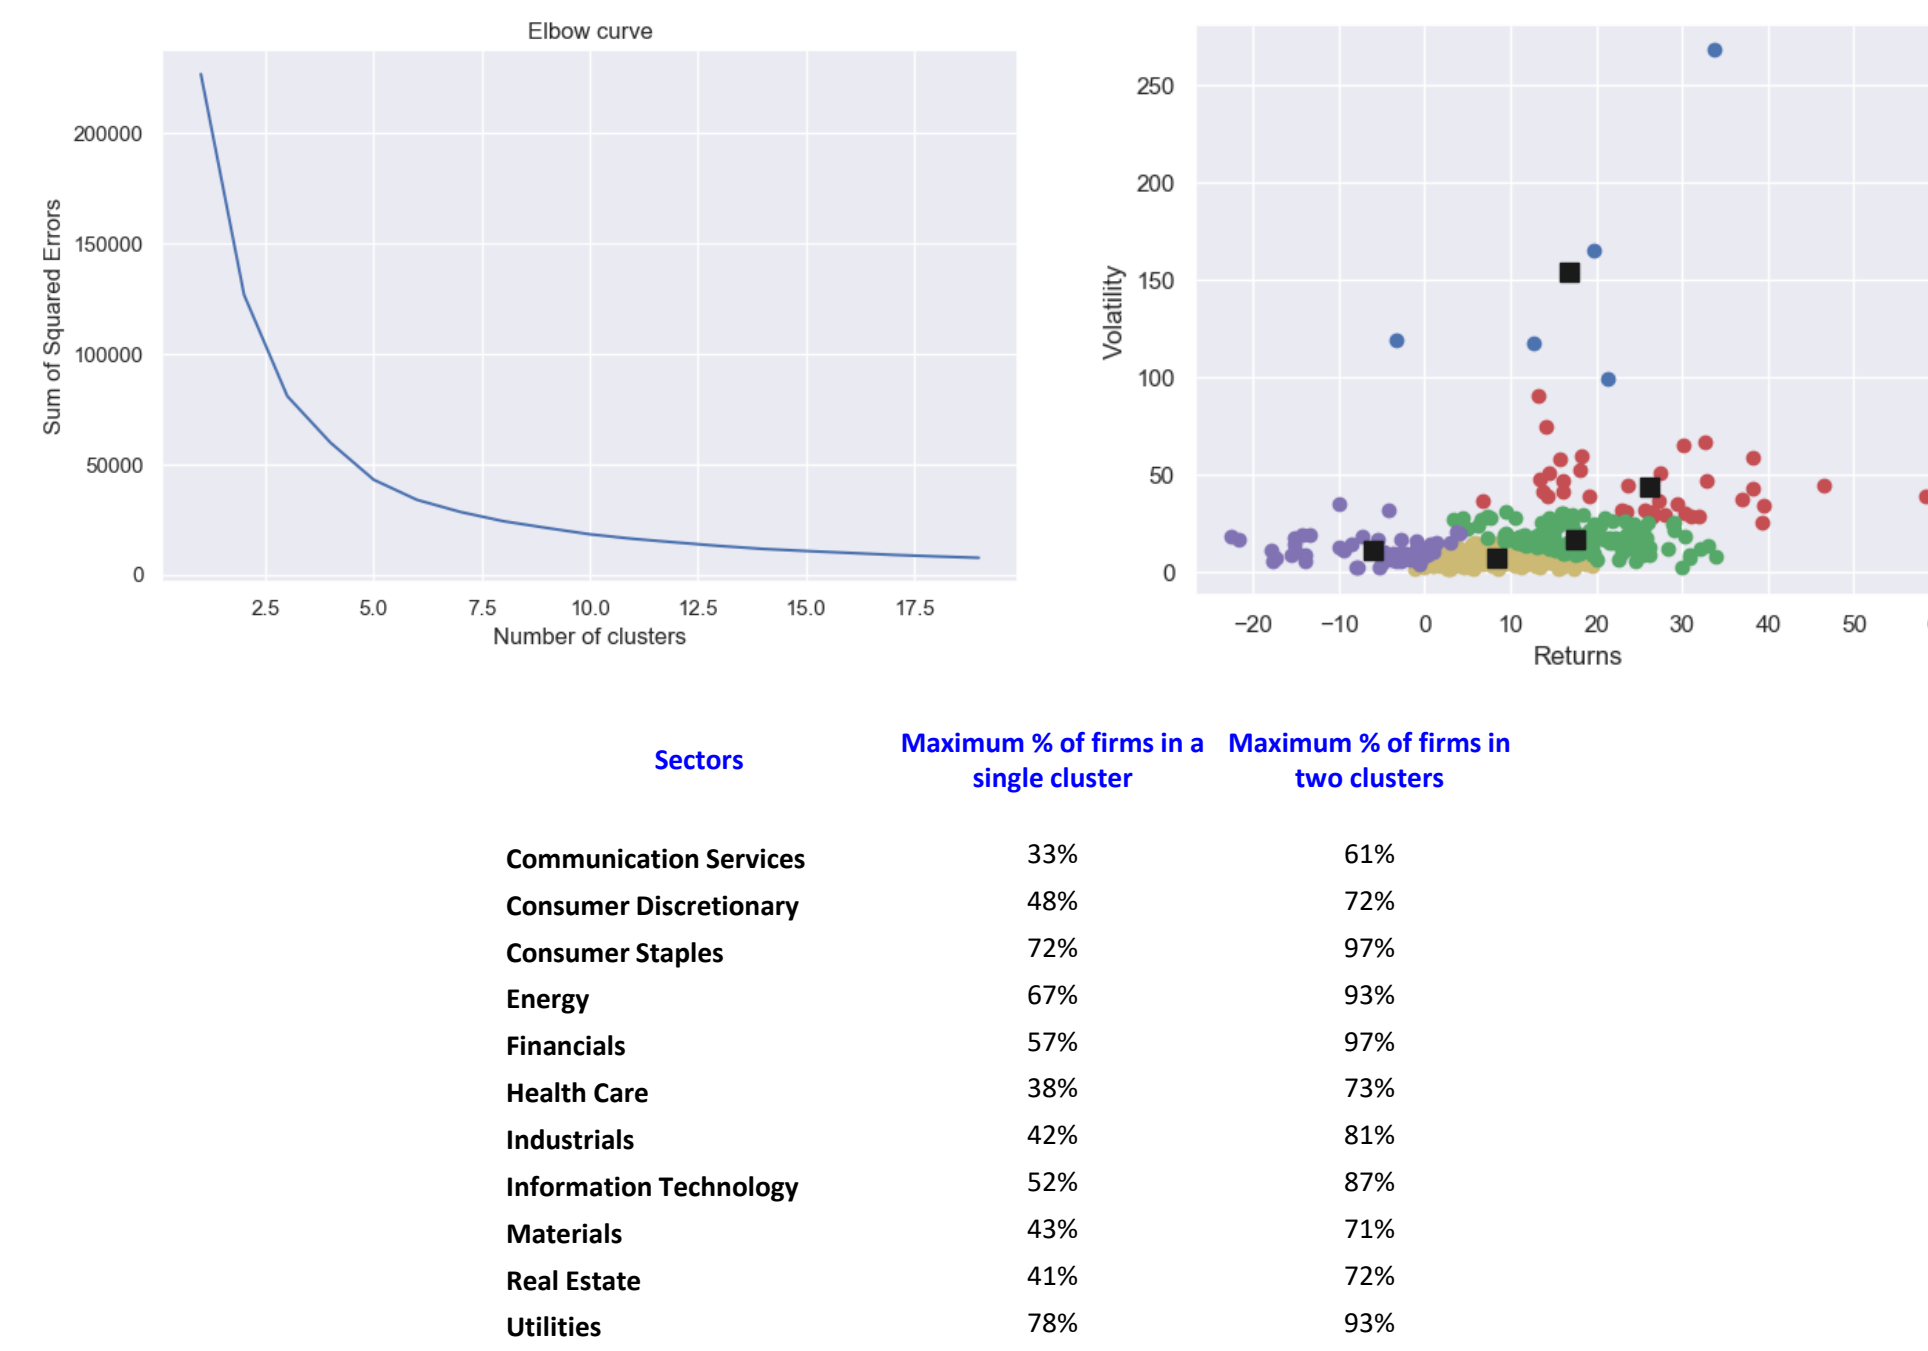 Elbow curve
Sum of Squared Errors
200000
150000
100000
50000
0
2.5 5.0 7.5 10.0 12.5 15.0 17.5
Number of clusters
Volatility
250
200
150
100
50
0
−20 −10 0 10 20 30 40 50
Returns
Sectors
Maximum % of firms in a
single cluster
Maximum % of firms in
two clusters
Communication Services 33% 61%
Consumer Discretionary 48% 72%
Consumer Staples 72% 97%
Energy 67% 93%
Financials 57% 97%
Health Care 38% 73%
Industrials 42% 81%
Information Technology 52% 87%
Materials 43% 71%
Real Estate 41% 72%
Utilities 78% 93%